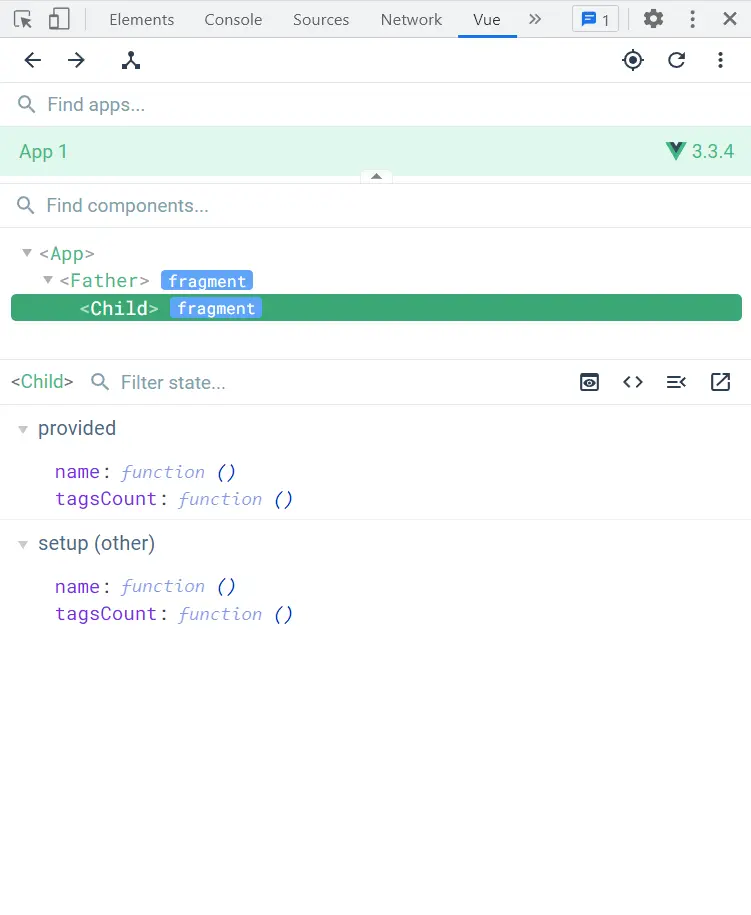 Elements Console Sources Network Vue 1
Find apps...
App 1 3.3.4
Find components...
<App>
<Father> fragment
<Child> fragment
<Child> Filter state...
provided
name: function ()
tagsCount: function ()
setup (other)
name: function ()
tagsCount: function ()